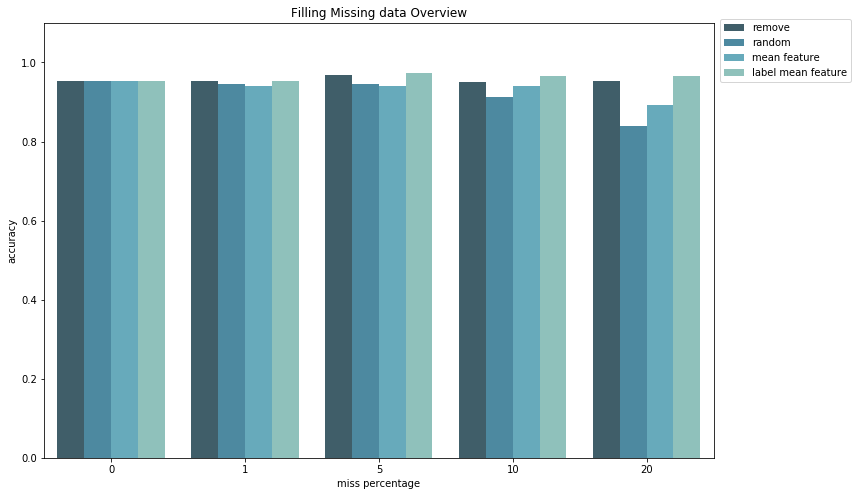 Filling Missing data Overview
remove
random
mean feature
label mean feature
accuracy
1.0
0.8
0.6
0.4
0.2
0.0
0 1 5 10 20
miss percentage